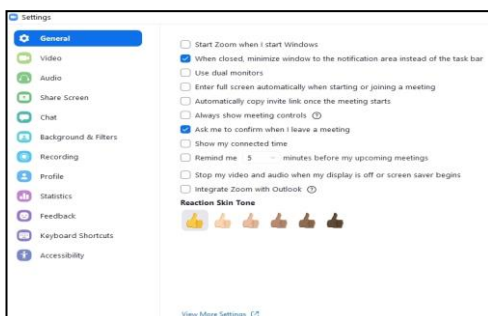 Settings
General
Video
Audio
Share Screen
Chat
Background & Filters
Recording
Profile
Statistics
Feedback
Keyboard Shortcuts
Accessibility
Start Zoom when I start Windows
When closed, minimize window to the notification area instead of the task bar
Use dual monitors
Enter full screen automatically when starting or joining a meeting
Automatically copy invite link once the meeting starts
Always show meeting controls
Ask me to confirm when I leave a meeting
Show my connected time
Remind me 5 minutes before my upcoming meetings
Stop my video and audio when my display is off or screen saver begins
Integrate Zoom with Outlook
Reaction Skin Tone
View More Settings